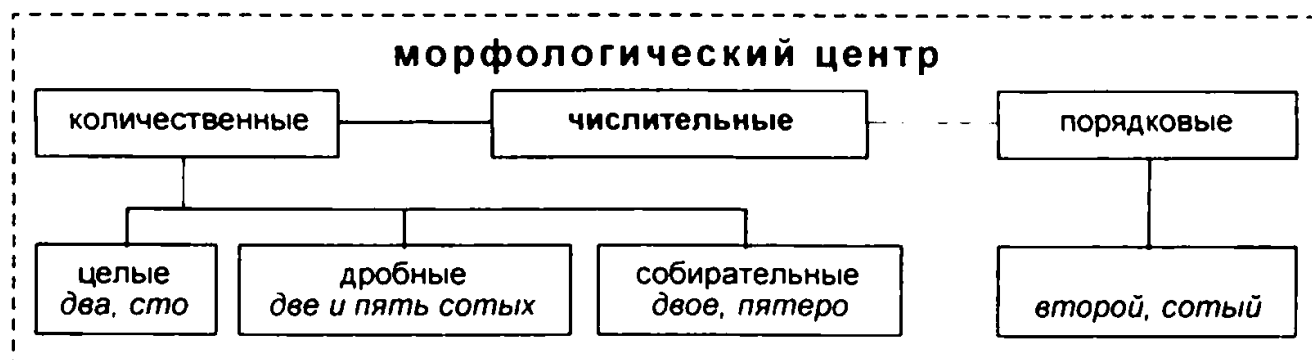 морфологический центр
количественные
числительные
порядковые
целые
два, сто
дробные
две и пять сотых
собирательные
двое, пятеро
второй, сотый